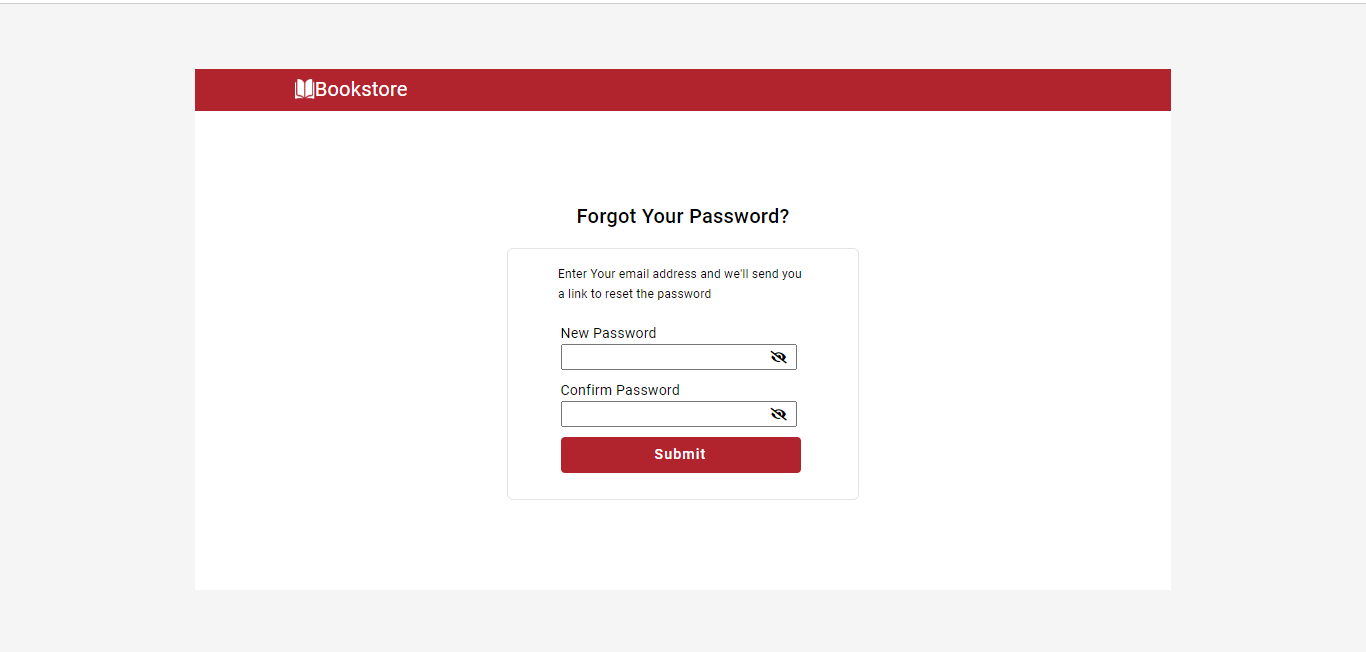 Bookstore
Forgot Your Password?
Enter Your email address and we'll send you
a link to reset the password
New Password
Confirm Password
Submit